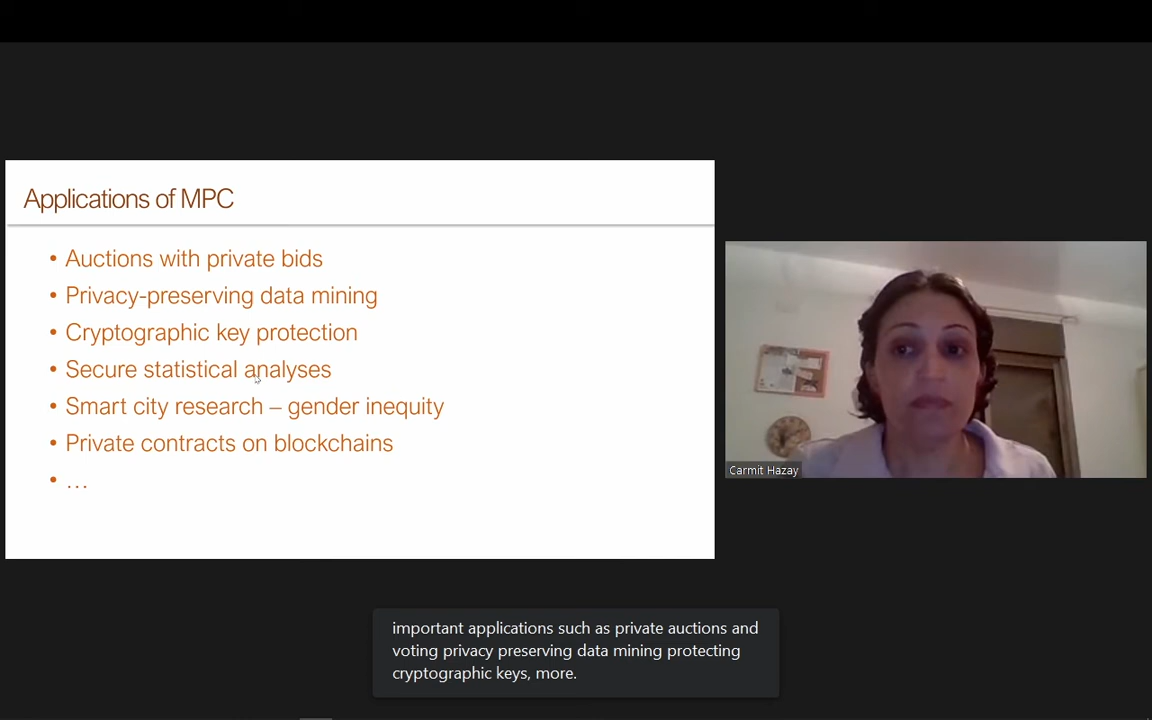 Applications of MPC
• Auctions with private bids
• Privacy-preserving data mining
• Cryptographic key protection
• Secure statistical analyses
• Smart city research – gender inequity
• Private contracts on blockchains
• …
Carmit Hazay
important applications such as private auctions and
voting privacy preserving data mining protecting
cryptographic keys, more.